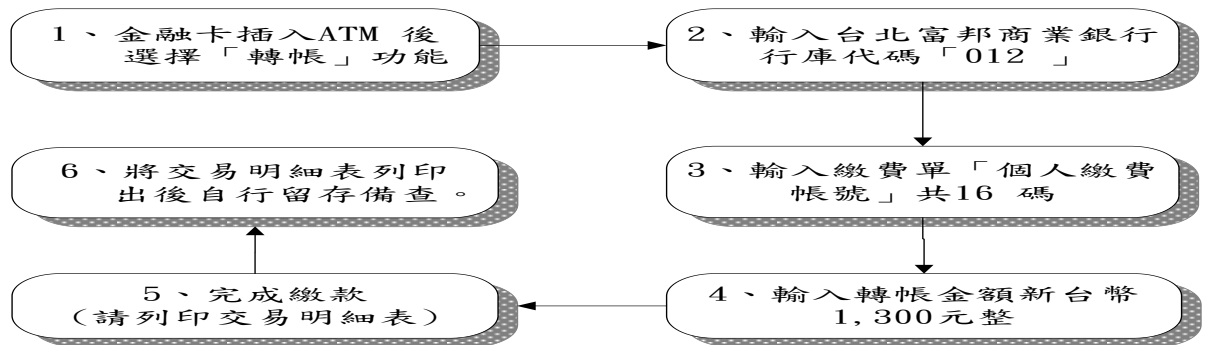 1、金融卡插入ATM 後
選擇「轉帳」功能
2、輸入台北富邦商業銀行
行庫代碼「012 」
3、輸入繳費單「個人繳費
帳號」共16 碼
4、輸入轉帳金額新台幣
1,300元整
5、完成繳款
(請列印交易明細表)
6、將交易明細表列印
出後自行留存備查。